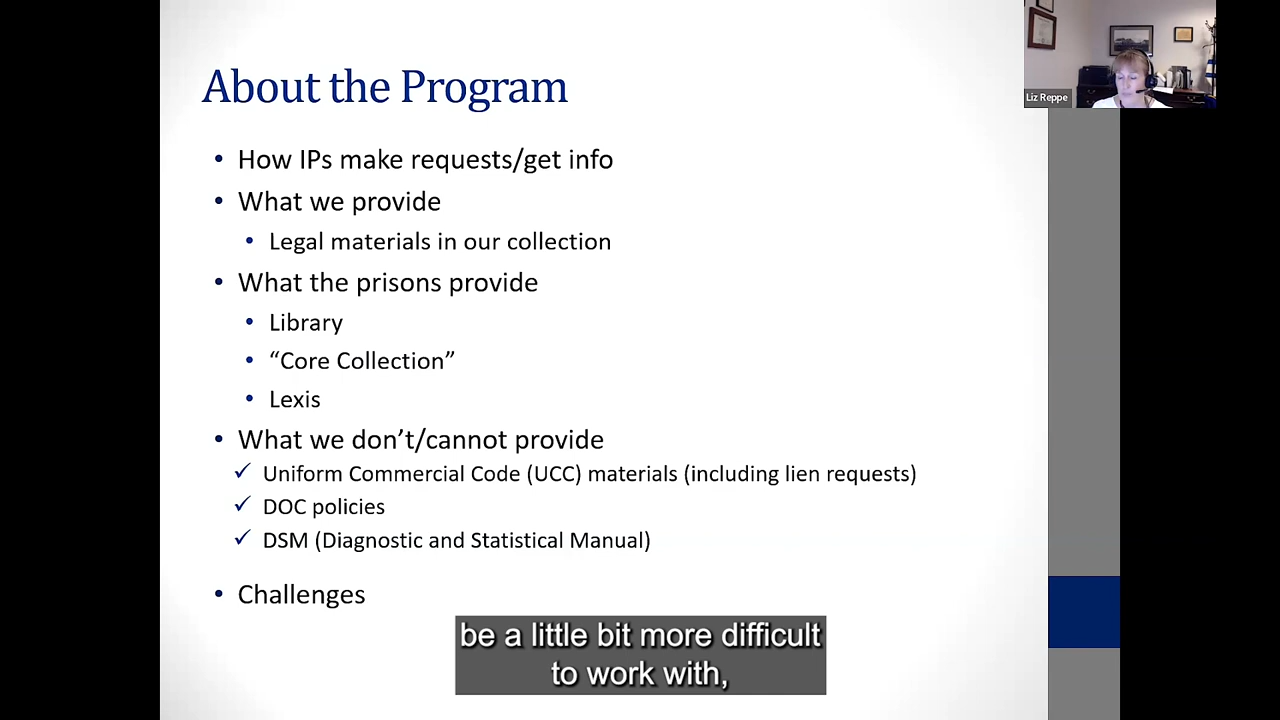 About the Program
Liz Reppe
• How IPs make requests/get info
• What we provide
• Legal materials in our collection
• What the prisons provide
• Library
• “Core Collection”
• Lexis
• What we don’t/cannot provide
✓ Uniform Commercial Code (UCC) materials (including lien requests)
✓ DOC policies
✓ DSM (Diagnostic and Statistical Manual)
• Challenges
be a little bit more difficult
to work with,